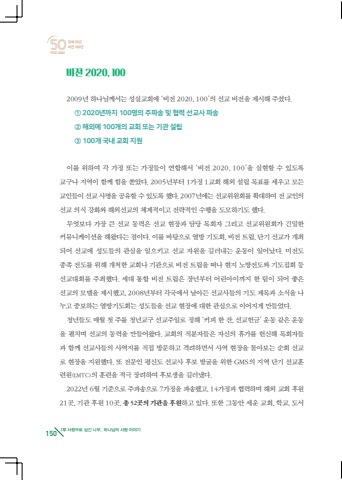 비전 2020, 100
2009년 하나님께서는 성실교회에 '비전 2020, 100'의 선교 비전을 제시해 주셨다.
① 2020년까지 100명의 주파송 및 협력 선교사 파송
② 해외에 100개의 교회 또는 기관 설립
③ 100개 국내 교회 지원
이를 위하여 각 가정 또는 가정들이 연합해서 '비전 2020, 100'을 실현할 수 있도록
교구나 지역이 함께 힘을 쏟았다. 2005년부터 1가정 1교회 해외 설립 목표를 세우고 모든
교인들이 선교 사명을 공유할 수 있도록 했다. 2007년에는 선교위원회를 확대하며 전 교인의
선교 의식 강화와 해외선교의 체계적이고 전략적인 수행을 도모하기도 했다.
무엇보다 가장 큰 선교 동력은 선교 현장과 담당 목회자 그리고 선교위원회가 긴밀한
커뮤니케이션을 해왔다는 점이다. 이를 바탕으로 열방 기도회, 비전 트립, 단기 선교가 개최
되어 선교에 성도들의 관심을 일으키고 선교 자원을 길러내는 운동이 일어났다. 미전도
종족 전도를 위해 개척한 교회나 기관으로 비전 트립을 떠나 현지 노방전도와 기도집회 등
선교대회를 주최했다. 세대 통합 비전 트립은 장년부터 어린아이까지 한 팀이 되어 좋은
선교의 모델을 제시했고, 2008년부터 각국에서 날아든 선교사들의 기도 제목과 소식을 나
누고 중보하는 열방기도회는 성도들을 선교 현장에 대한 관심으로 이어지게 만들었다.
청년들도 매월 첫 주를 청년교구 선교주일로 정해 '커피 한 잔, 선교헌금' 운동 같은 운동
을 펼치며 선교의 동력을 만들어왔다. 교회의 직분자들은 자신의 휴가를 헌신해 목회자들
과 함께 선교사들의 사역지를 직접 방문하고 격려하면서 사역 현장을 돌아보는 순회 선교
로 현장을 지원했다. 또 전문인 평신도 선교사 후보 발굴을 위한 GMS의 지역 단기 선교훈
련원(LMTC)의 훈련을 적극 장려하여 후보생을 길러냈다.
2022년 6월 기준으로 주파송으로 7가정을 파송했고, 14가정과 협력하며 해외 교회 후원
21곳, 기관 후원 10곳, 총 52곳의 기관을 후원하고 있다. 또한 그동안 세운 교회, 학교, 도서
150
1부 사랑으로 심긴 나무, 하나님의 사랑 이야기